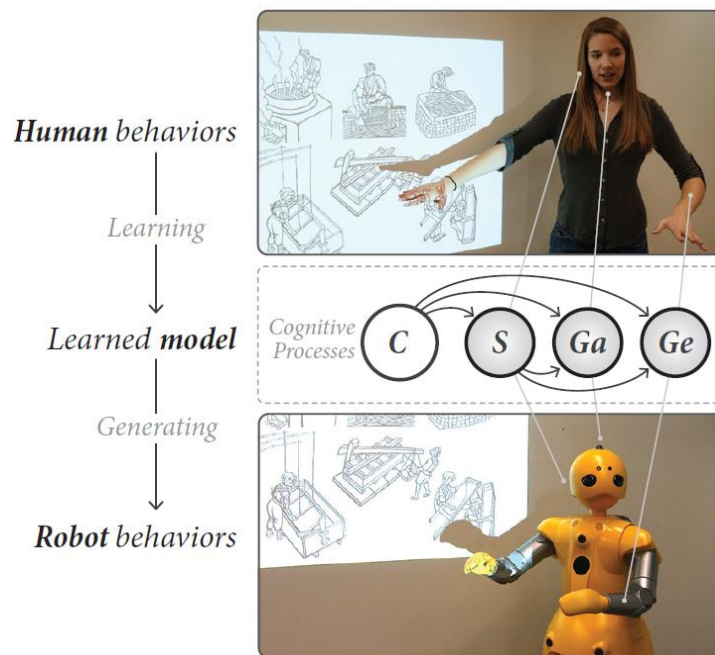 Human behaviors
Learning
Learned model
Generating
Robot behaviors
Cognitive
Processes
C
S
Ga
Ge